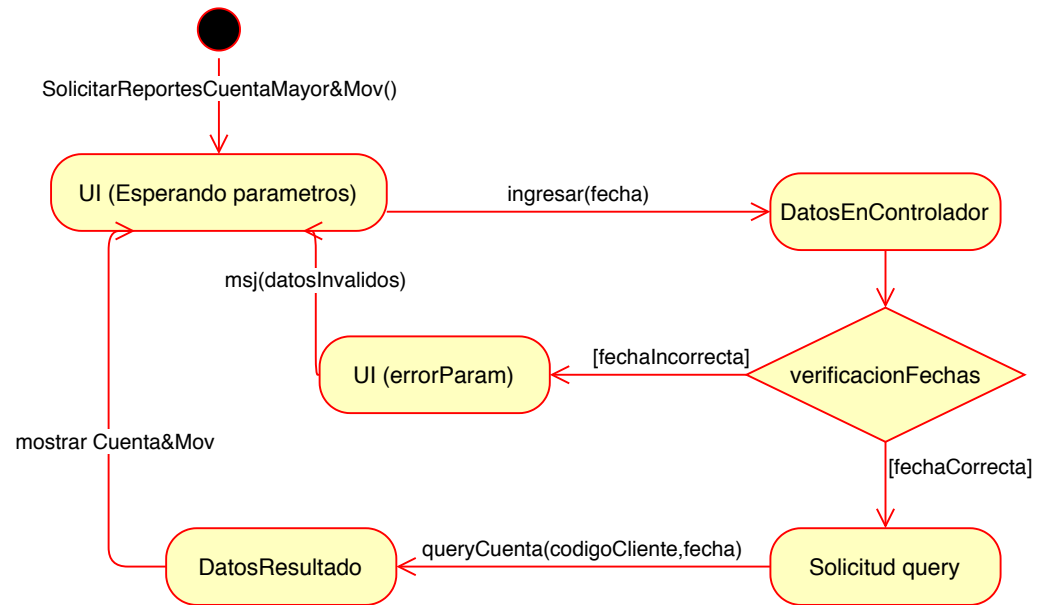 SolicitarReportesCuentaMayor&Mov()
UI (Esperando parametros)
ingresar(fecha)
DatosEnControlador
msj(datosInvalidos)
[fechaIncorrecta]
UI (errorParam)
verificacionFechas
mostrar Cuenta&Mov
[fechaCorrecta]
queryCuenta(codigoCliente,fecha)
DatosResultado
Solicitud query